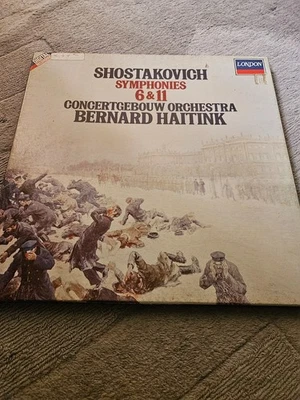 LONDON
SHOSTAKOVICH
SYMPHONIES
6 & 11
CONCERTGEBOUW ORCHESTRA
BERNARD HAITINK